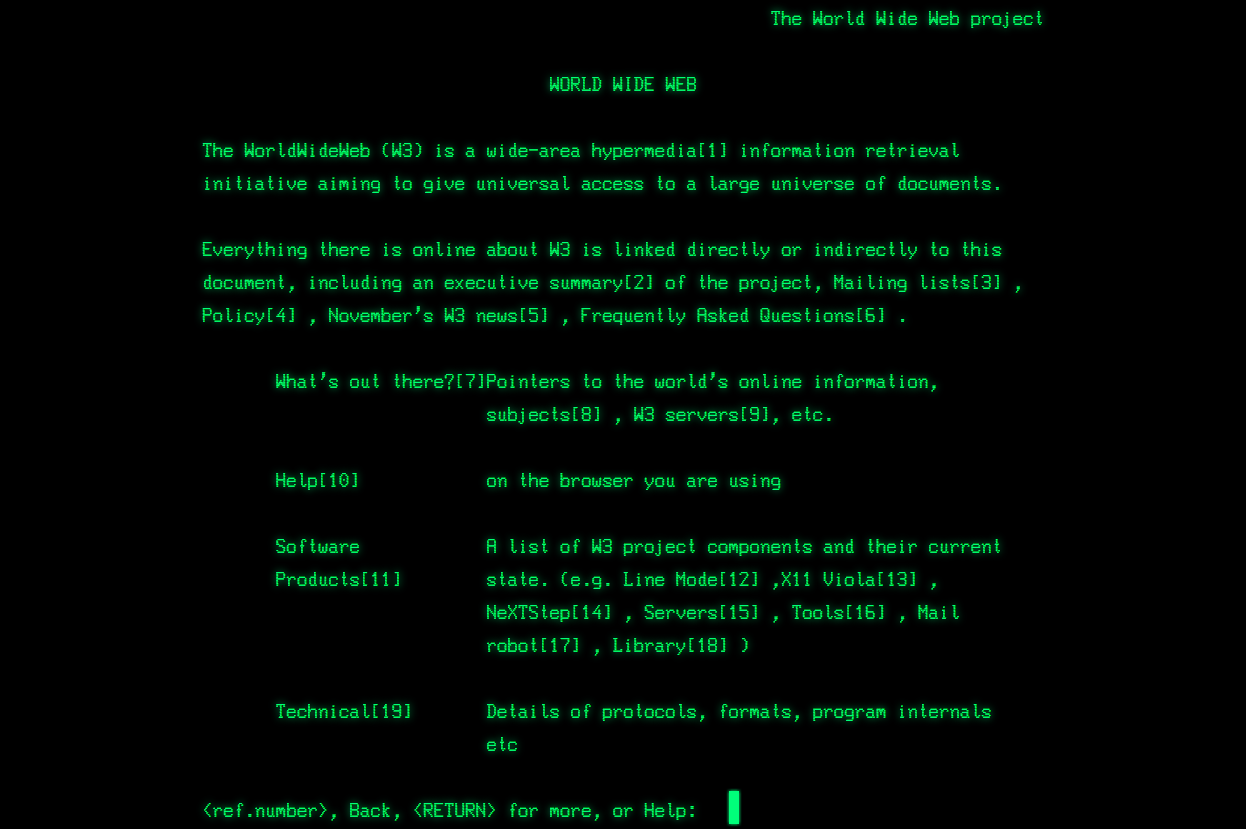 The World Wide Web project
WORLD WIDE WEB
The WorldWideWeb (W3) is a wide-area hypermedia[1] information retrieval
initiative aiming to give universal access to a large universe of documents.
Everything there is online about W3 is linked directly or indirectly to this
document, including an executive summary[2] of the project, Mailing lists[3] ,
Policy[4] , November's W3 news[5] , Frequently Asked Questions[6] .
What's out there?[7]Pointers to the world's online information,
subjects[8] , W3 servers[9], etc.
Help[10] on the browser you are using
Software A list of W3 project components and their current
Products[11] state. (e.g. Line Mode[12] ,X11 Viola[13] ,
NeXTStep[14] , Servers[15] , Tools[16] , Mail
robot[17] , Library[18] )
Technical[19] Details of protocols, formats, program internals
etc
<ref.number>, Back, <RETURN> for more, or Help: